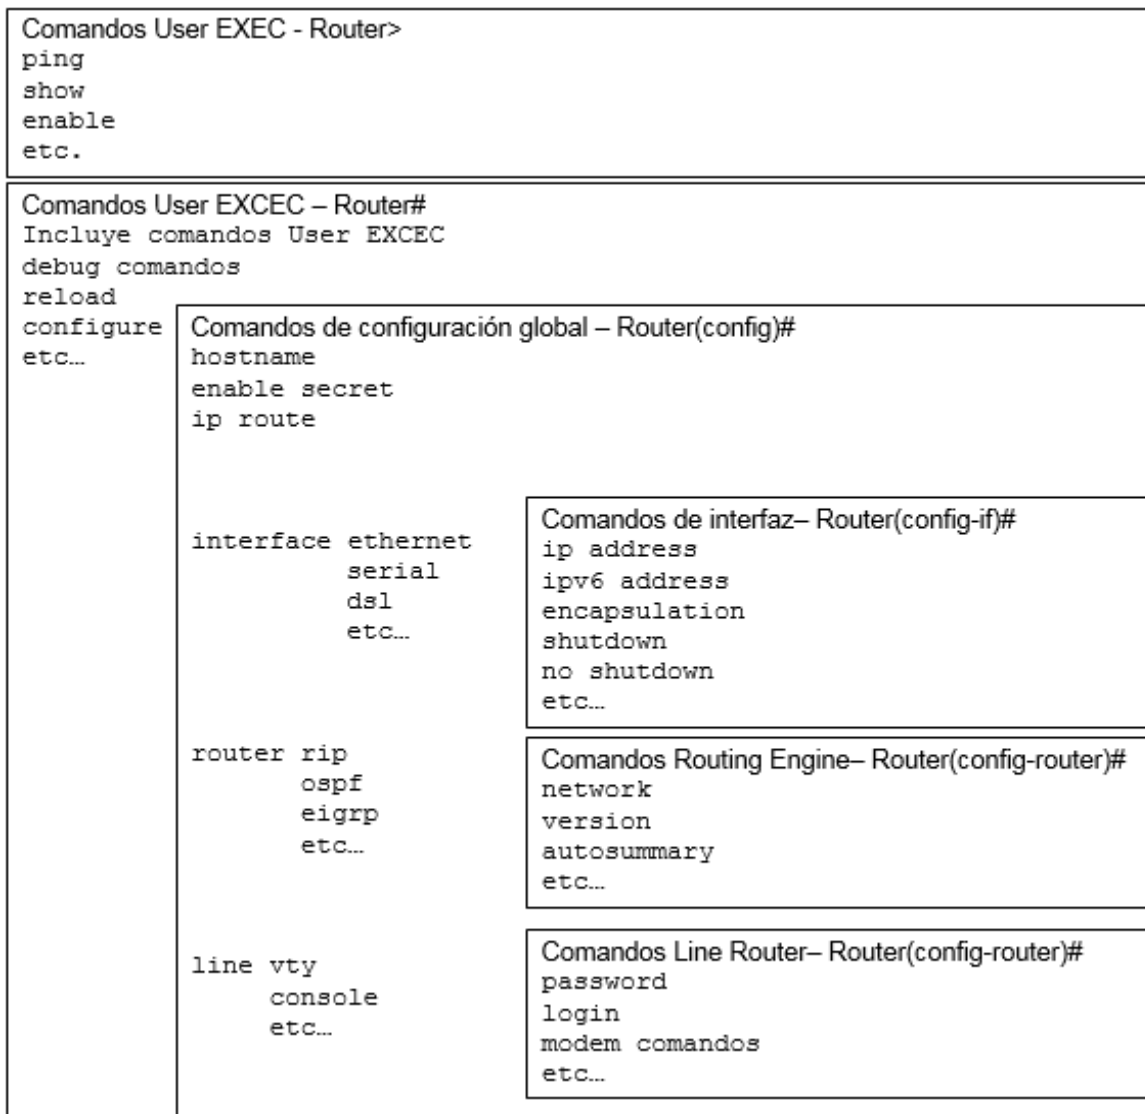 Comandos User EXEC - Router>
ping
show
enable
etc.
Comandos User EXCEC – Router#
Incluye comandos User EXCEC
debug comandos
reload
configure
etc…
Comandos de configuración global – Router(config)#
hostname
enable secret
ip route
interface ethernet
serial
dsl
etc…
Comandos de interfaz– Router(config-if)#
ip address
ipv6 address
encapsulation
shutdown
no shutdown
etc…
router rip
ospf
eigrp
etc…
Comandos Routing Engine– Router(config-router)#
network
version
autosummary
etc…
line vty
console
etc…
Comandos Line Router– Router(config-router)#
password
login
modem comandos
etc…